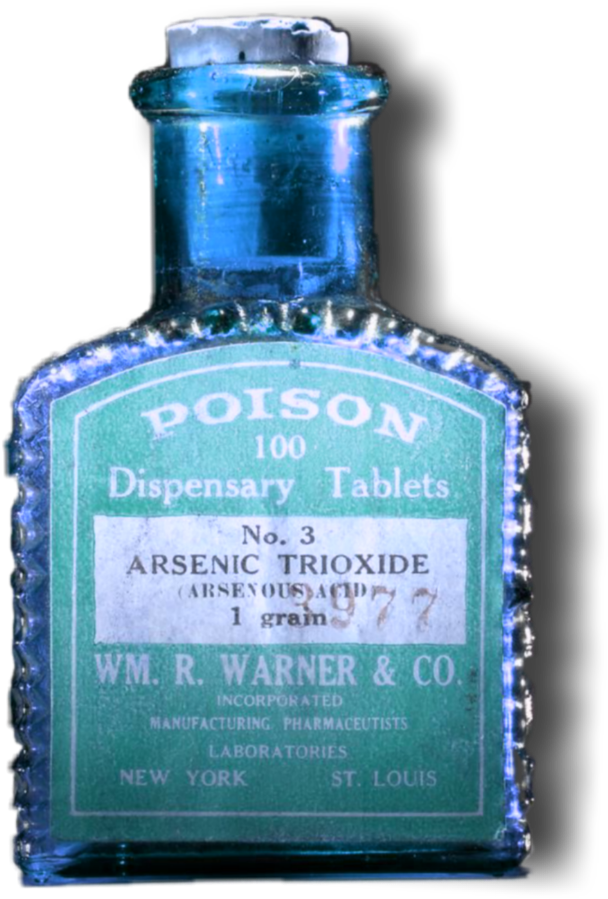 POISON
100
Dispensary Tablets
No. 3
ARSENIC TRIOXIDE
(ARSENOUS ACID)
1 grain
3977
WM. R. WARNER & CO.
INCORPORATED
MANUFACTURING PHARMACEUTISTS
LABORATORIES
NEW YORK ST. LOUIS